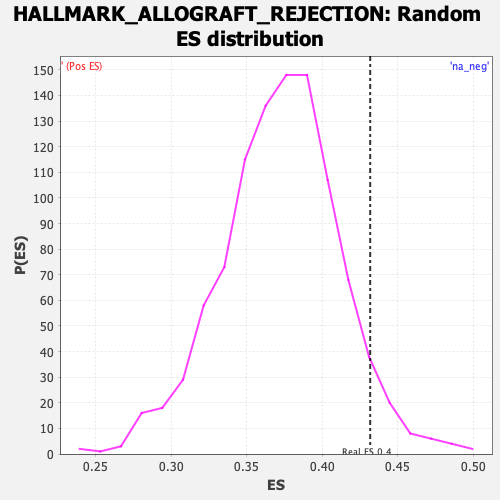 HALLMARK_ALLOGRAFT_REJECTION: Random
ES distribution
' (Pos ES)
'na_neg'
150
140
130
120
110
100
90
80
70
60
50
40
30
20
10
0
P(ES)
Real ES 0.4
0.25 0.30 0.35 0.40 0.45 0.50
ES